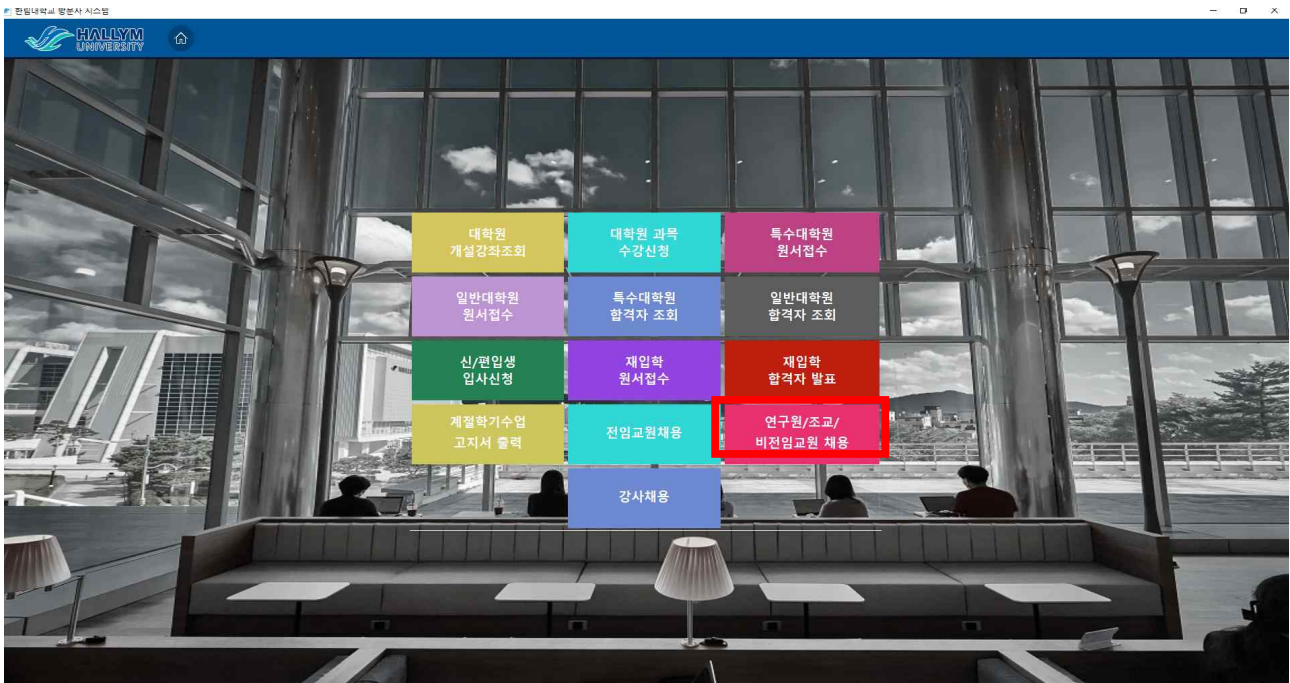 한림대학교 방문자 시스템
HALLYM
UNIVERSITY
대학원
개설강좌조회
대학원 과목
수강신청
특수대학원
원서접수
일반대학원
원서접수
특수대학원
합격자 조회
일반대학원
합격자 조회
신/편입생
입사신청
재입학
원서접수
재입학
합격자 발표
계절학기수업
고지서 출력
전임교원채용
연구원/조교/
비전임교원 채용
강사채용